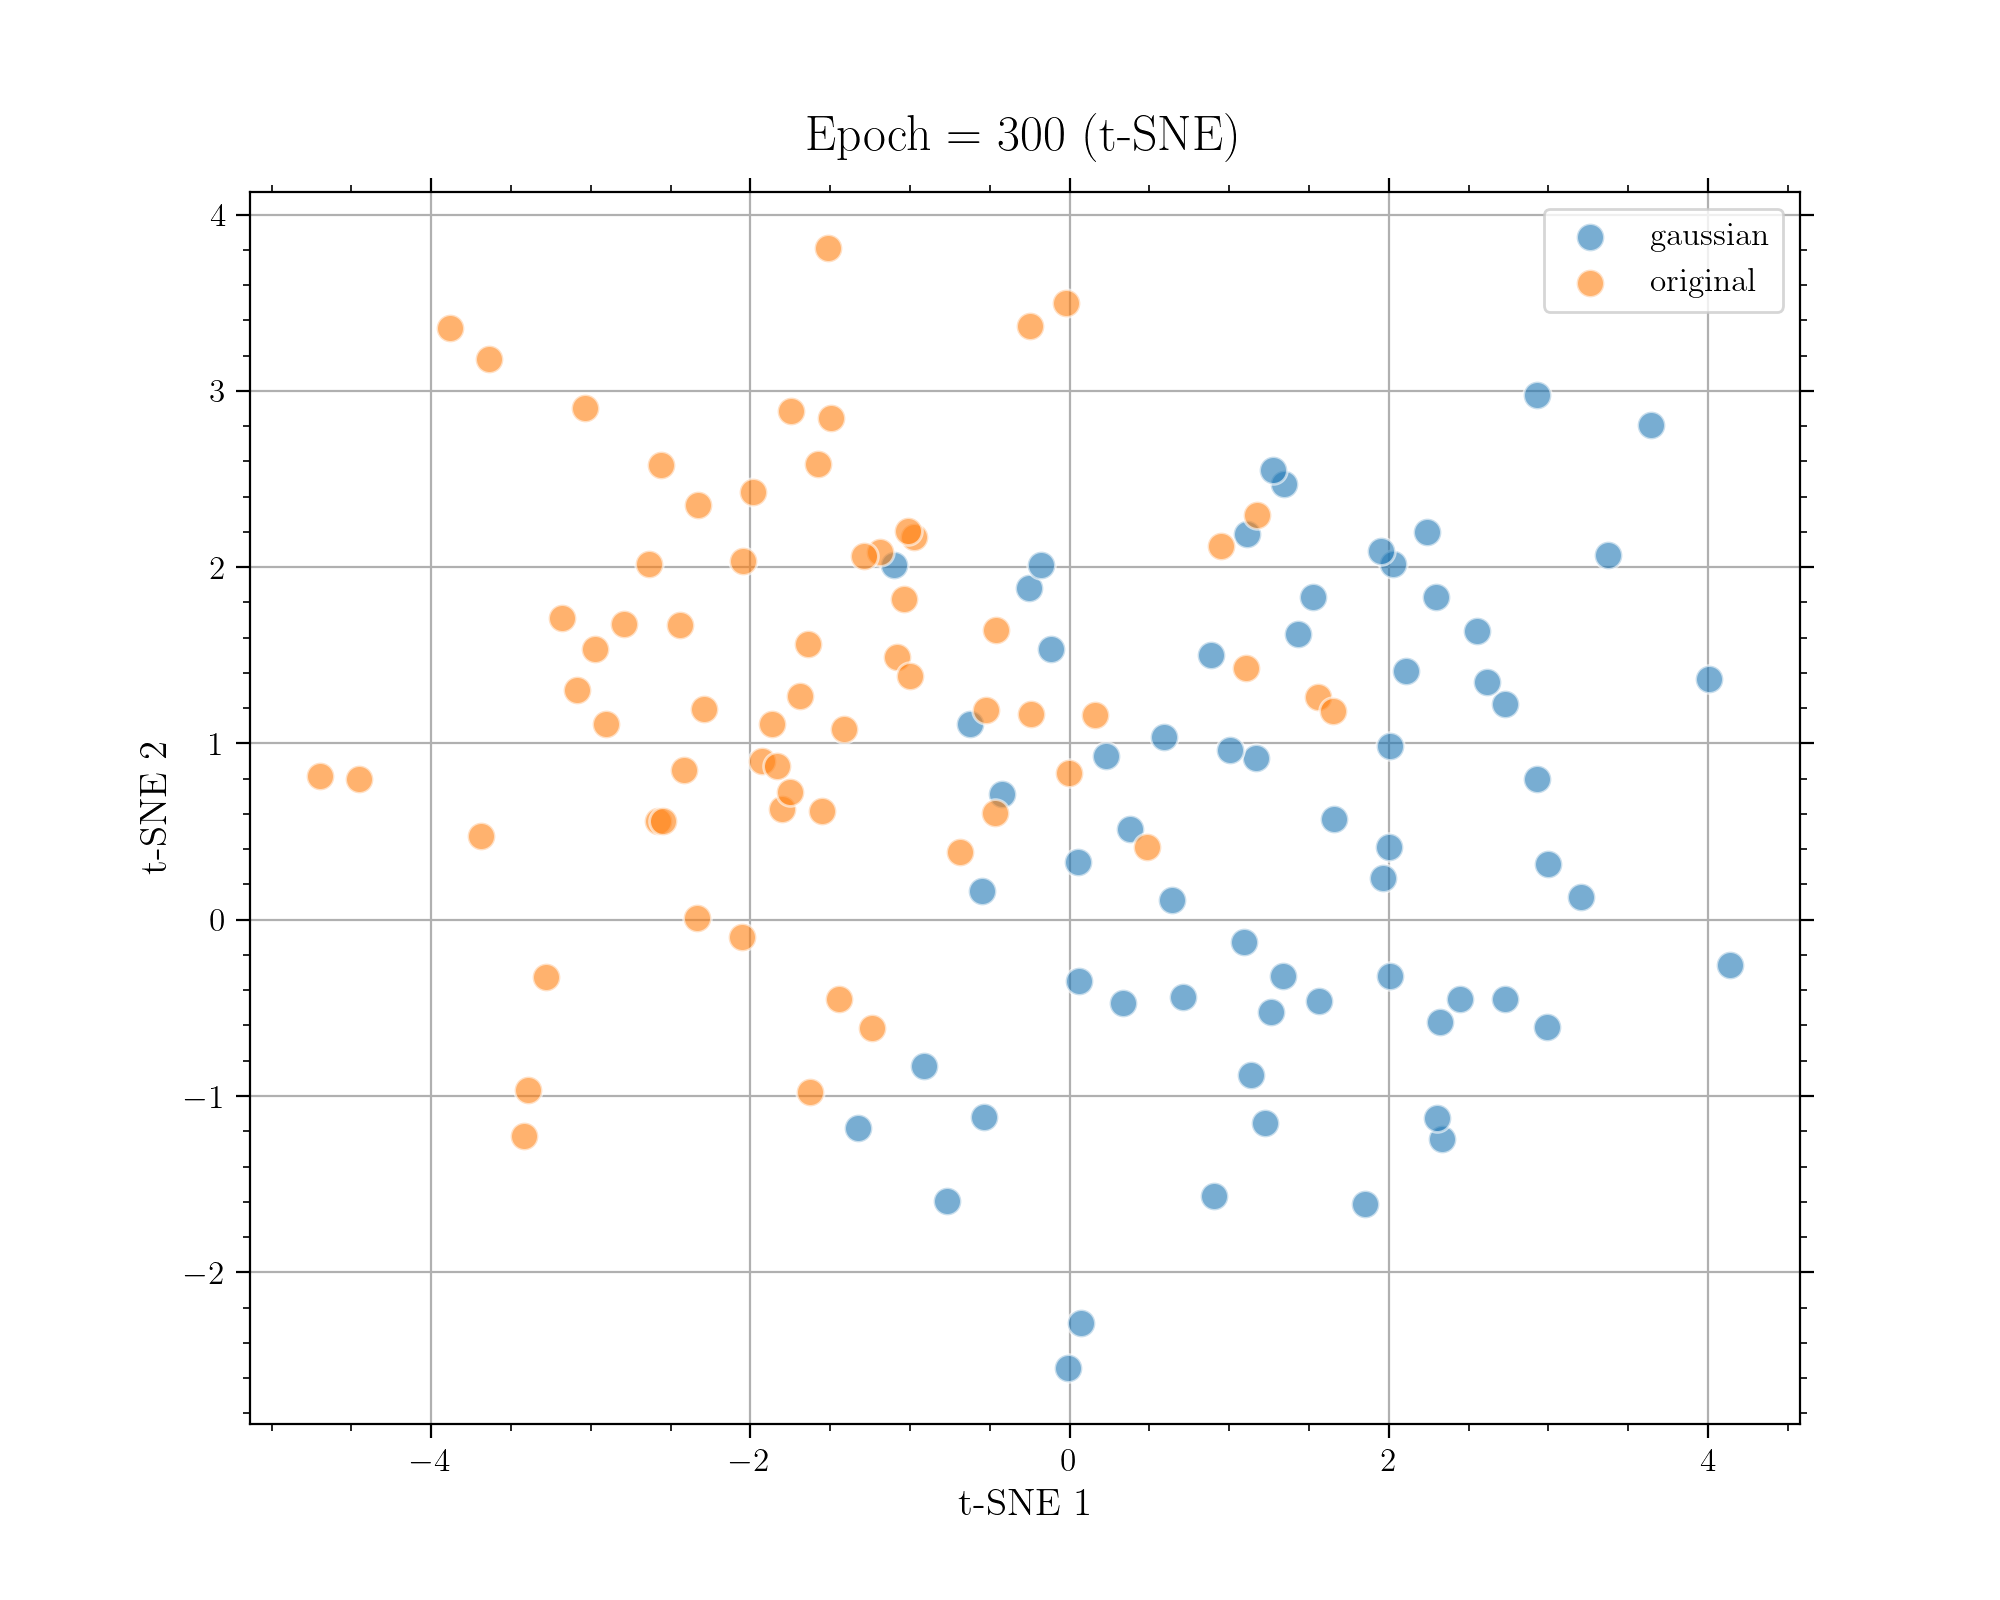 Epoch = 300 (t-SNE)
gaussian
original
4
3
2
1
0
−1
−2
t-SNE 2
−4
−2
0
2
4
t-SNE 1